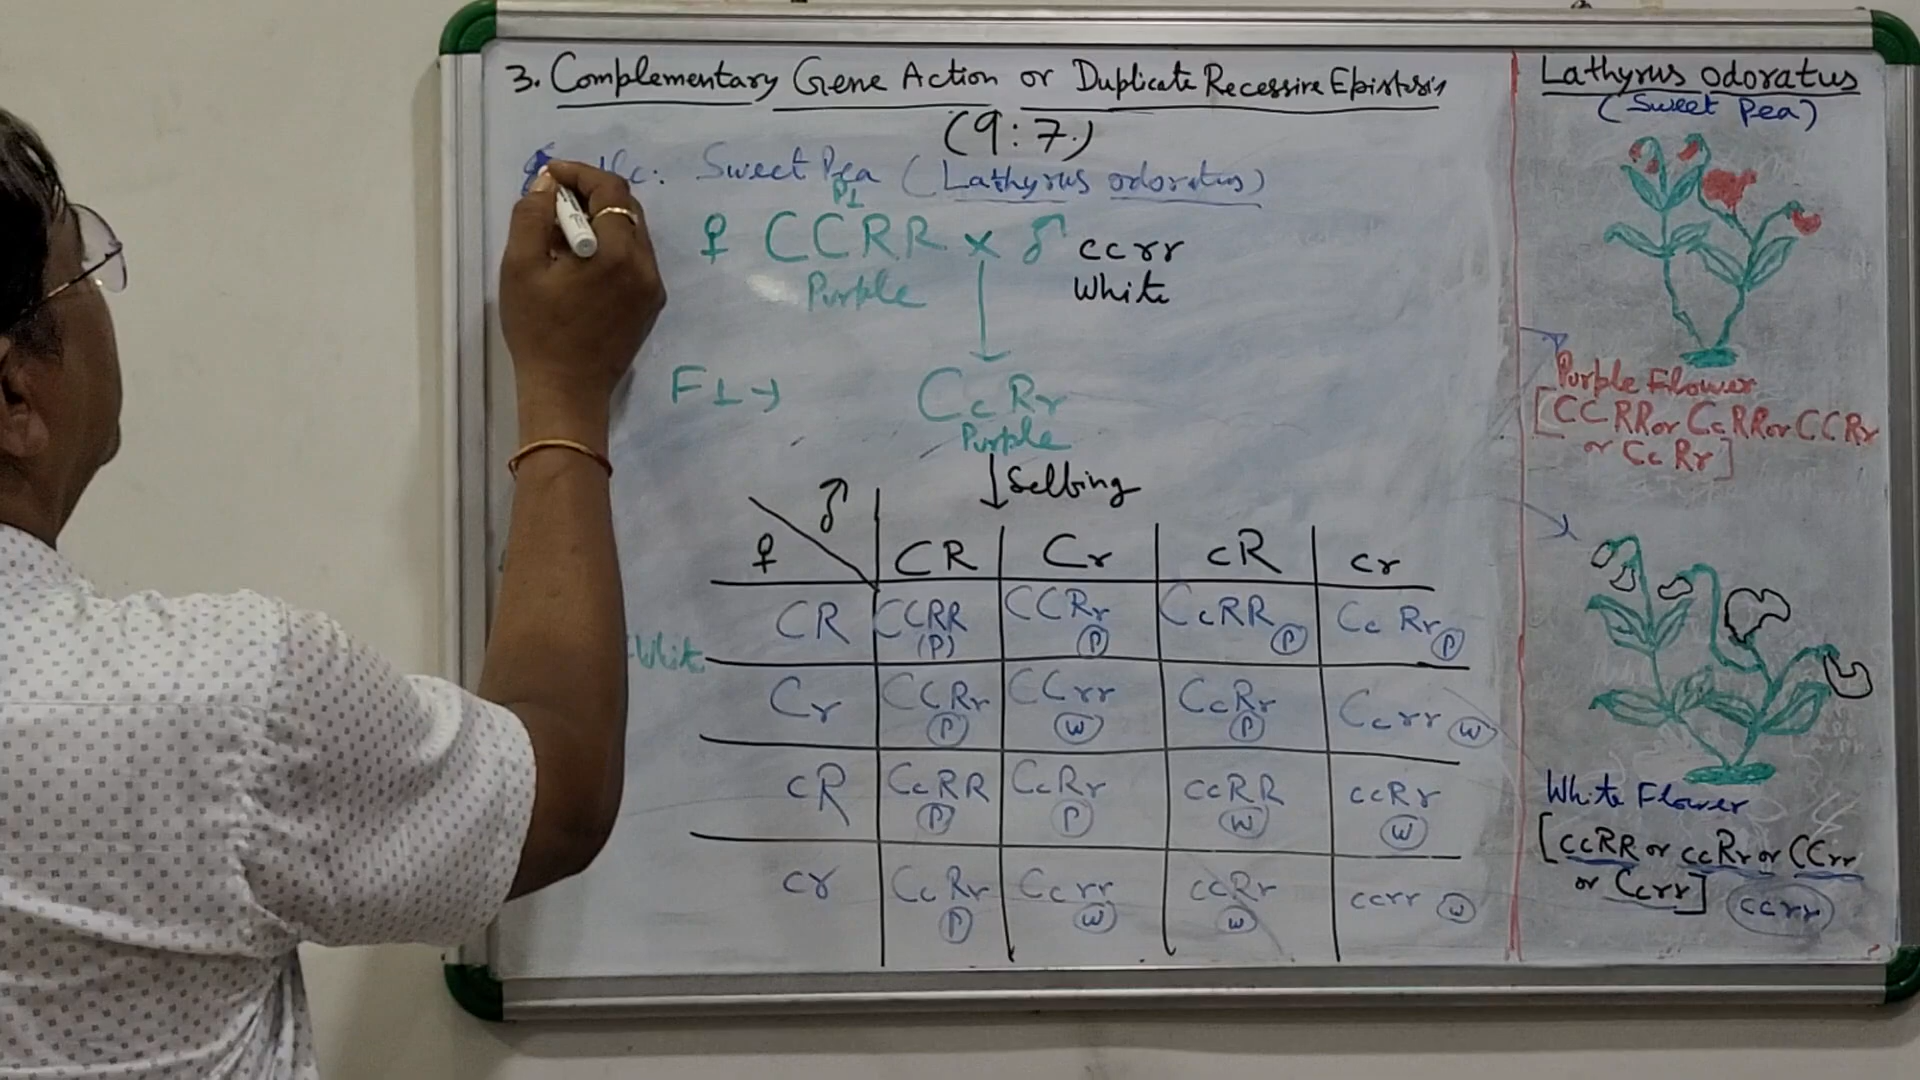 3. Complementary Gene Action or Duplicate Recessive Epistosis
(9:7)
Sweet Pea (Lathyrus odoratus)
P1
♀ CCRR x ♂ ccrr
Purple White
F1 → CcRr
Purple
↓ Selbing
♀ ♂ CR Cr cR cr
CR CCRR (P) CCRr (P) CcRR (P) CcRr (P)
Cr CCRr (P) CCrr (W) CcRr (P) Ccrr (W)
cR CcRR (P) CcRr (P) ccRR (W) ccRr (W)
cr CcRr (P) Ccrr (W) ccRr (W) ccrr (W)
Lathyrus odoratus
(Sweet Pea)
Purple Flower
[CCRR or CcRR or CCRr
or CcRr]
White Flower
[ccRR or ccRr or CCrr
or Ccrr] ccrr